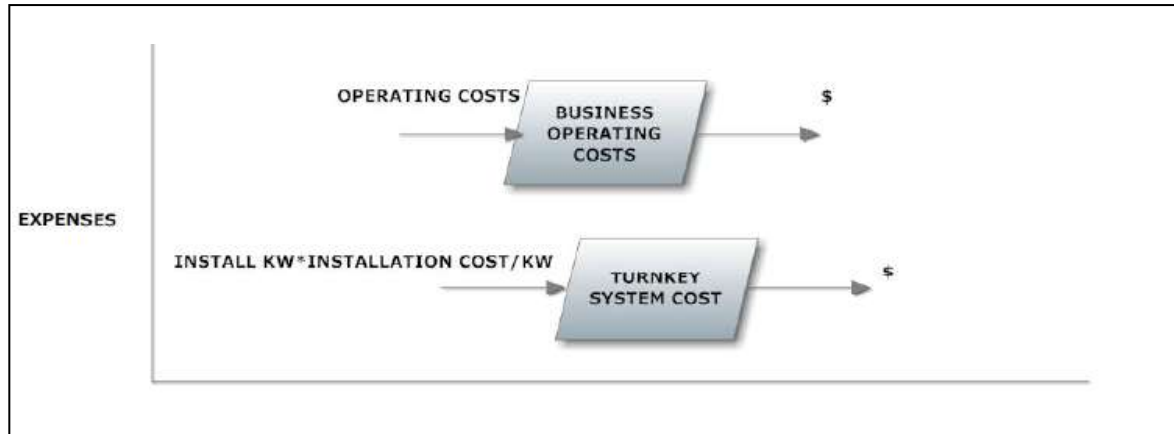 OPERATING COSTS
$
BUSINESS
OPERATING
COSTS
EXPENSES
INSTALL KW*INSTALLATION COST/KW
$
TURNKEY
SYSTEM COST